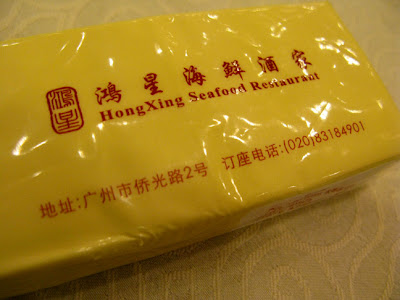 鴻星
鴻星海鮮酒家
HongXing Seafood Restaurant
地址:广州市侨光路2号 订座电话:(020)83184901